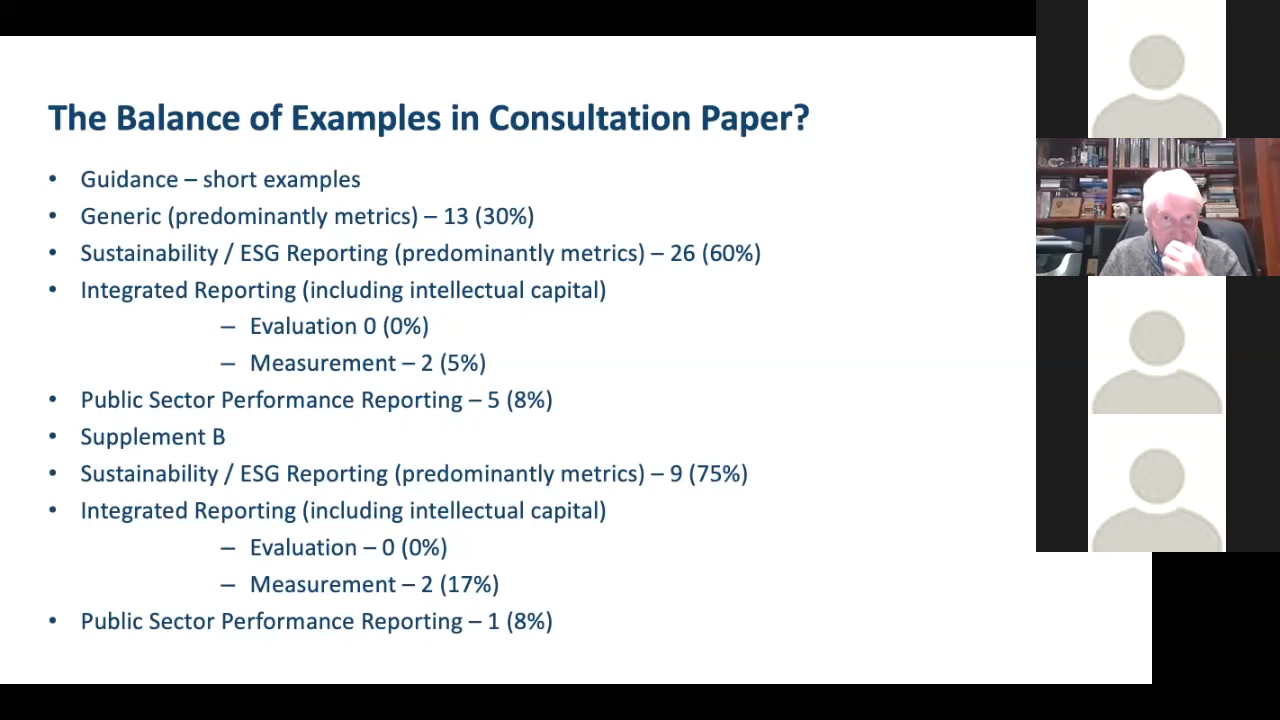 The Balance of Examples in Consultation Paper?
• Guidance – short examples
• Generic (predominantly metrics) – 13 (30%)
• Sustainability / ESG Reporting (predominantly metrics) – 26 (60%)
• Integrated Reporting (including intellectual capital)
– Evaluation 0 (0%)
– Measurement – 2 (5%)
• Public Sector Performance Reporting – 5 (8%)
• Supplement B
• Sustainability / ESG Reporting (predominantly metrics) – 9 (75%)
• Integrated Reporting (including intellectual capital)
– Evaluation – 0 (0%)
– Measurement – 2 (17%)
• Public Sector Performance Reporting – 1 (8%)